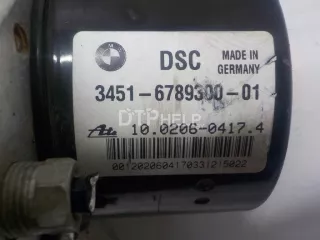 DSC
MADE IN
GERMANY
3451-6789300-01
DTPHelp
10.0206-0417.4